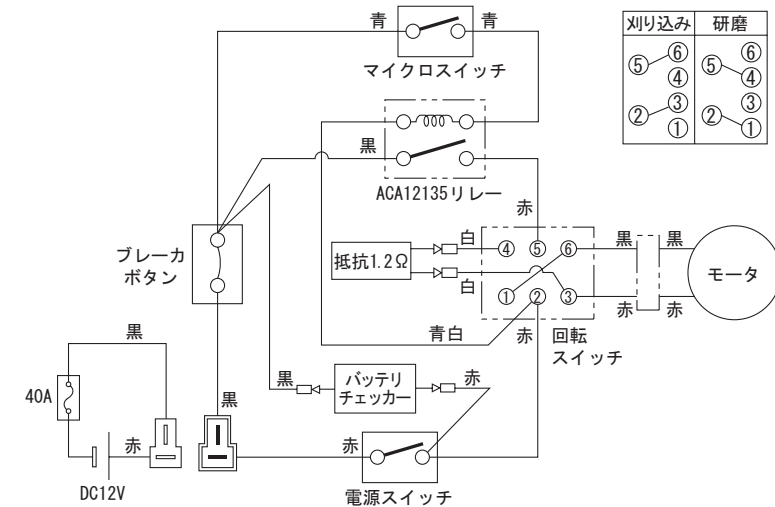 青
青
マイクロスイッチ
刈り込み
研磨
⑥
⑤
④
③
②
①
⑥
⑤
④
③
②
①
黒
ACA12135リレー
赤
ブレーカ
ボタン
抵抗1.2Ω
白
白
④
⑤
⑥
①
②
③
黒
黒
赤
赤
モータ
青白
赤
回転
スイッチ
黒
40A
赤
DC12V
黒
黒
バッテリ
チェッカー
赤
赤
電源スイッチ